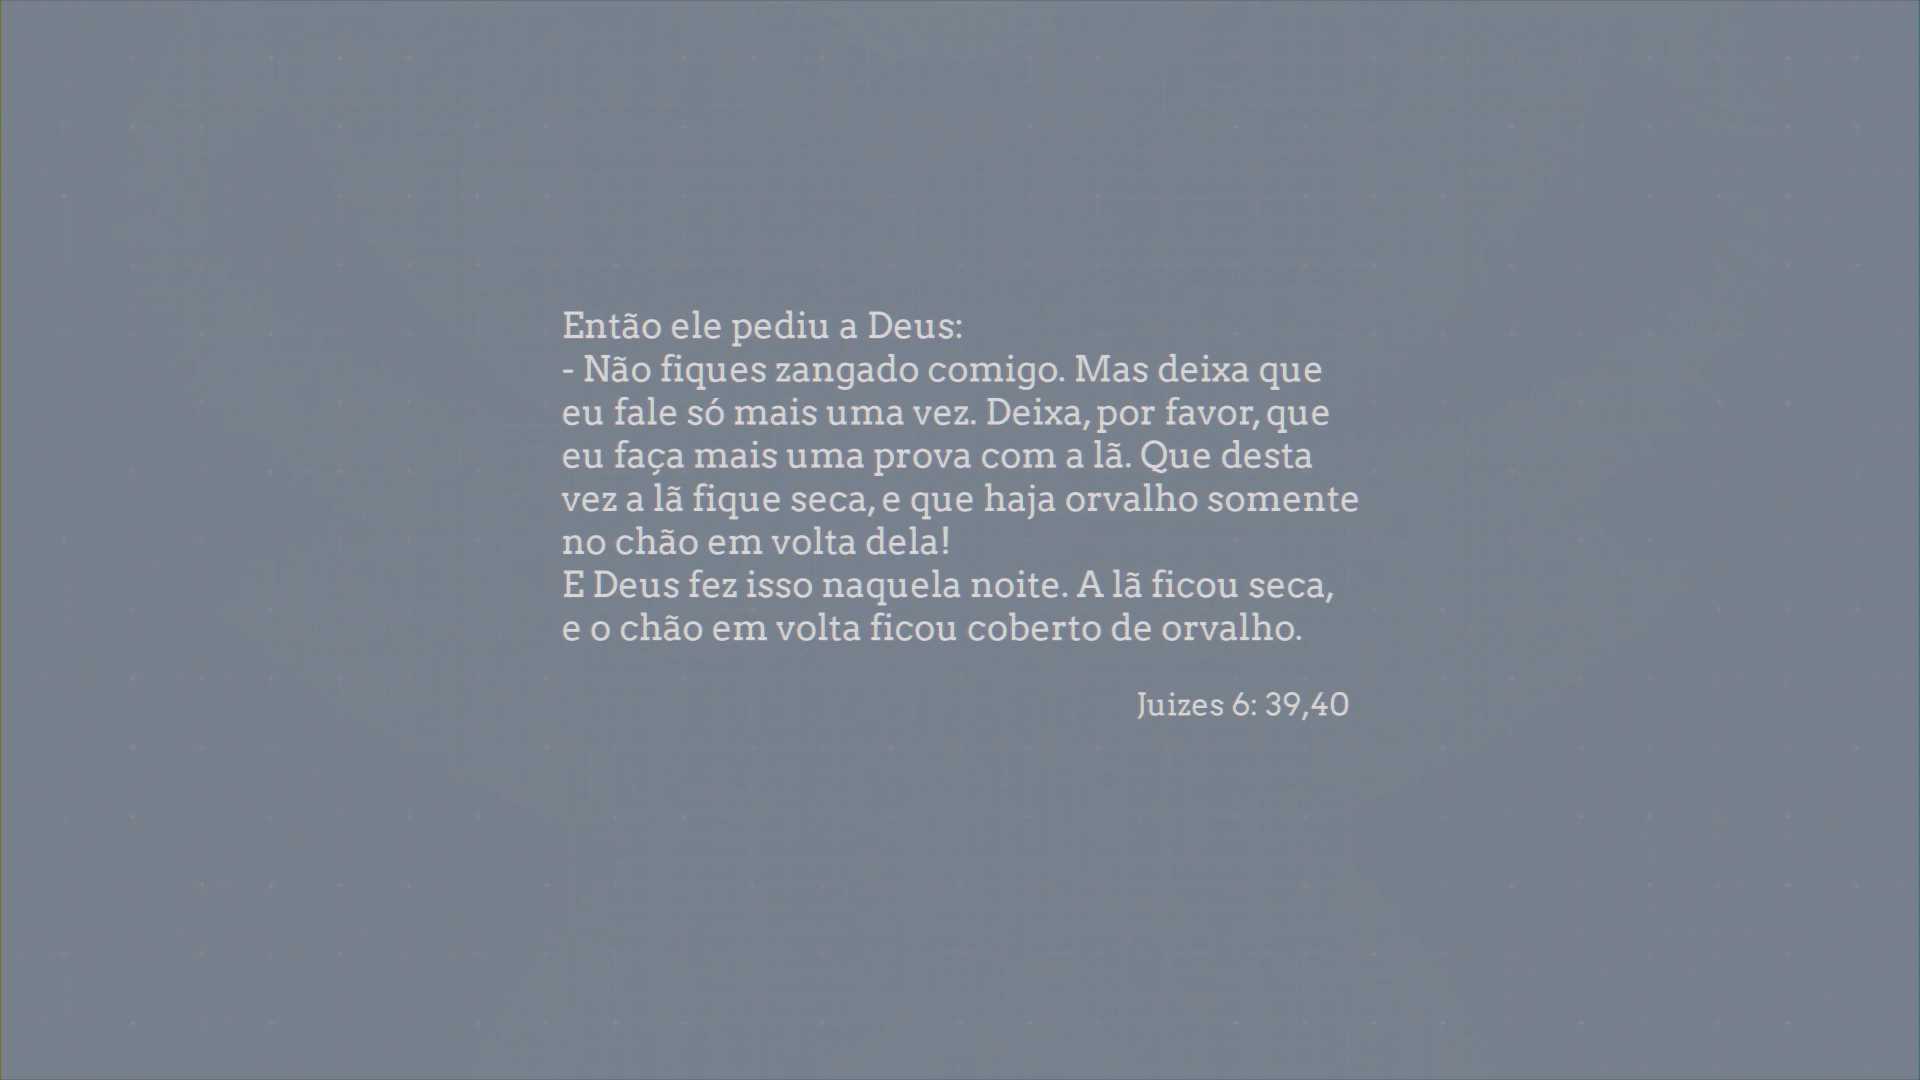 Então ele pediu a Deus:
- Não fiques zangado comigo. Mas deixa que
eu fale só mais uma vez. Deixa, por favor, que
eu faça mais uma prova com a lã. Que desta
vez a lã fique seca, e que haja orvalho somente
no chão em volta dela!
E Deus fez isso naquela noite. A lã ficou seca,
e o chão em volta ficou coberto de orvalho.
Juizes 6: 39,40